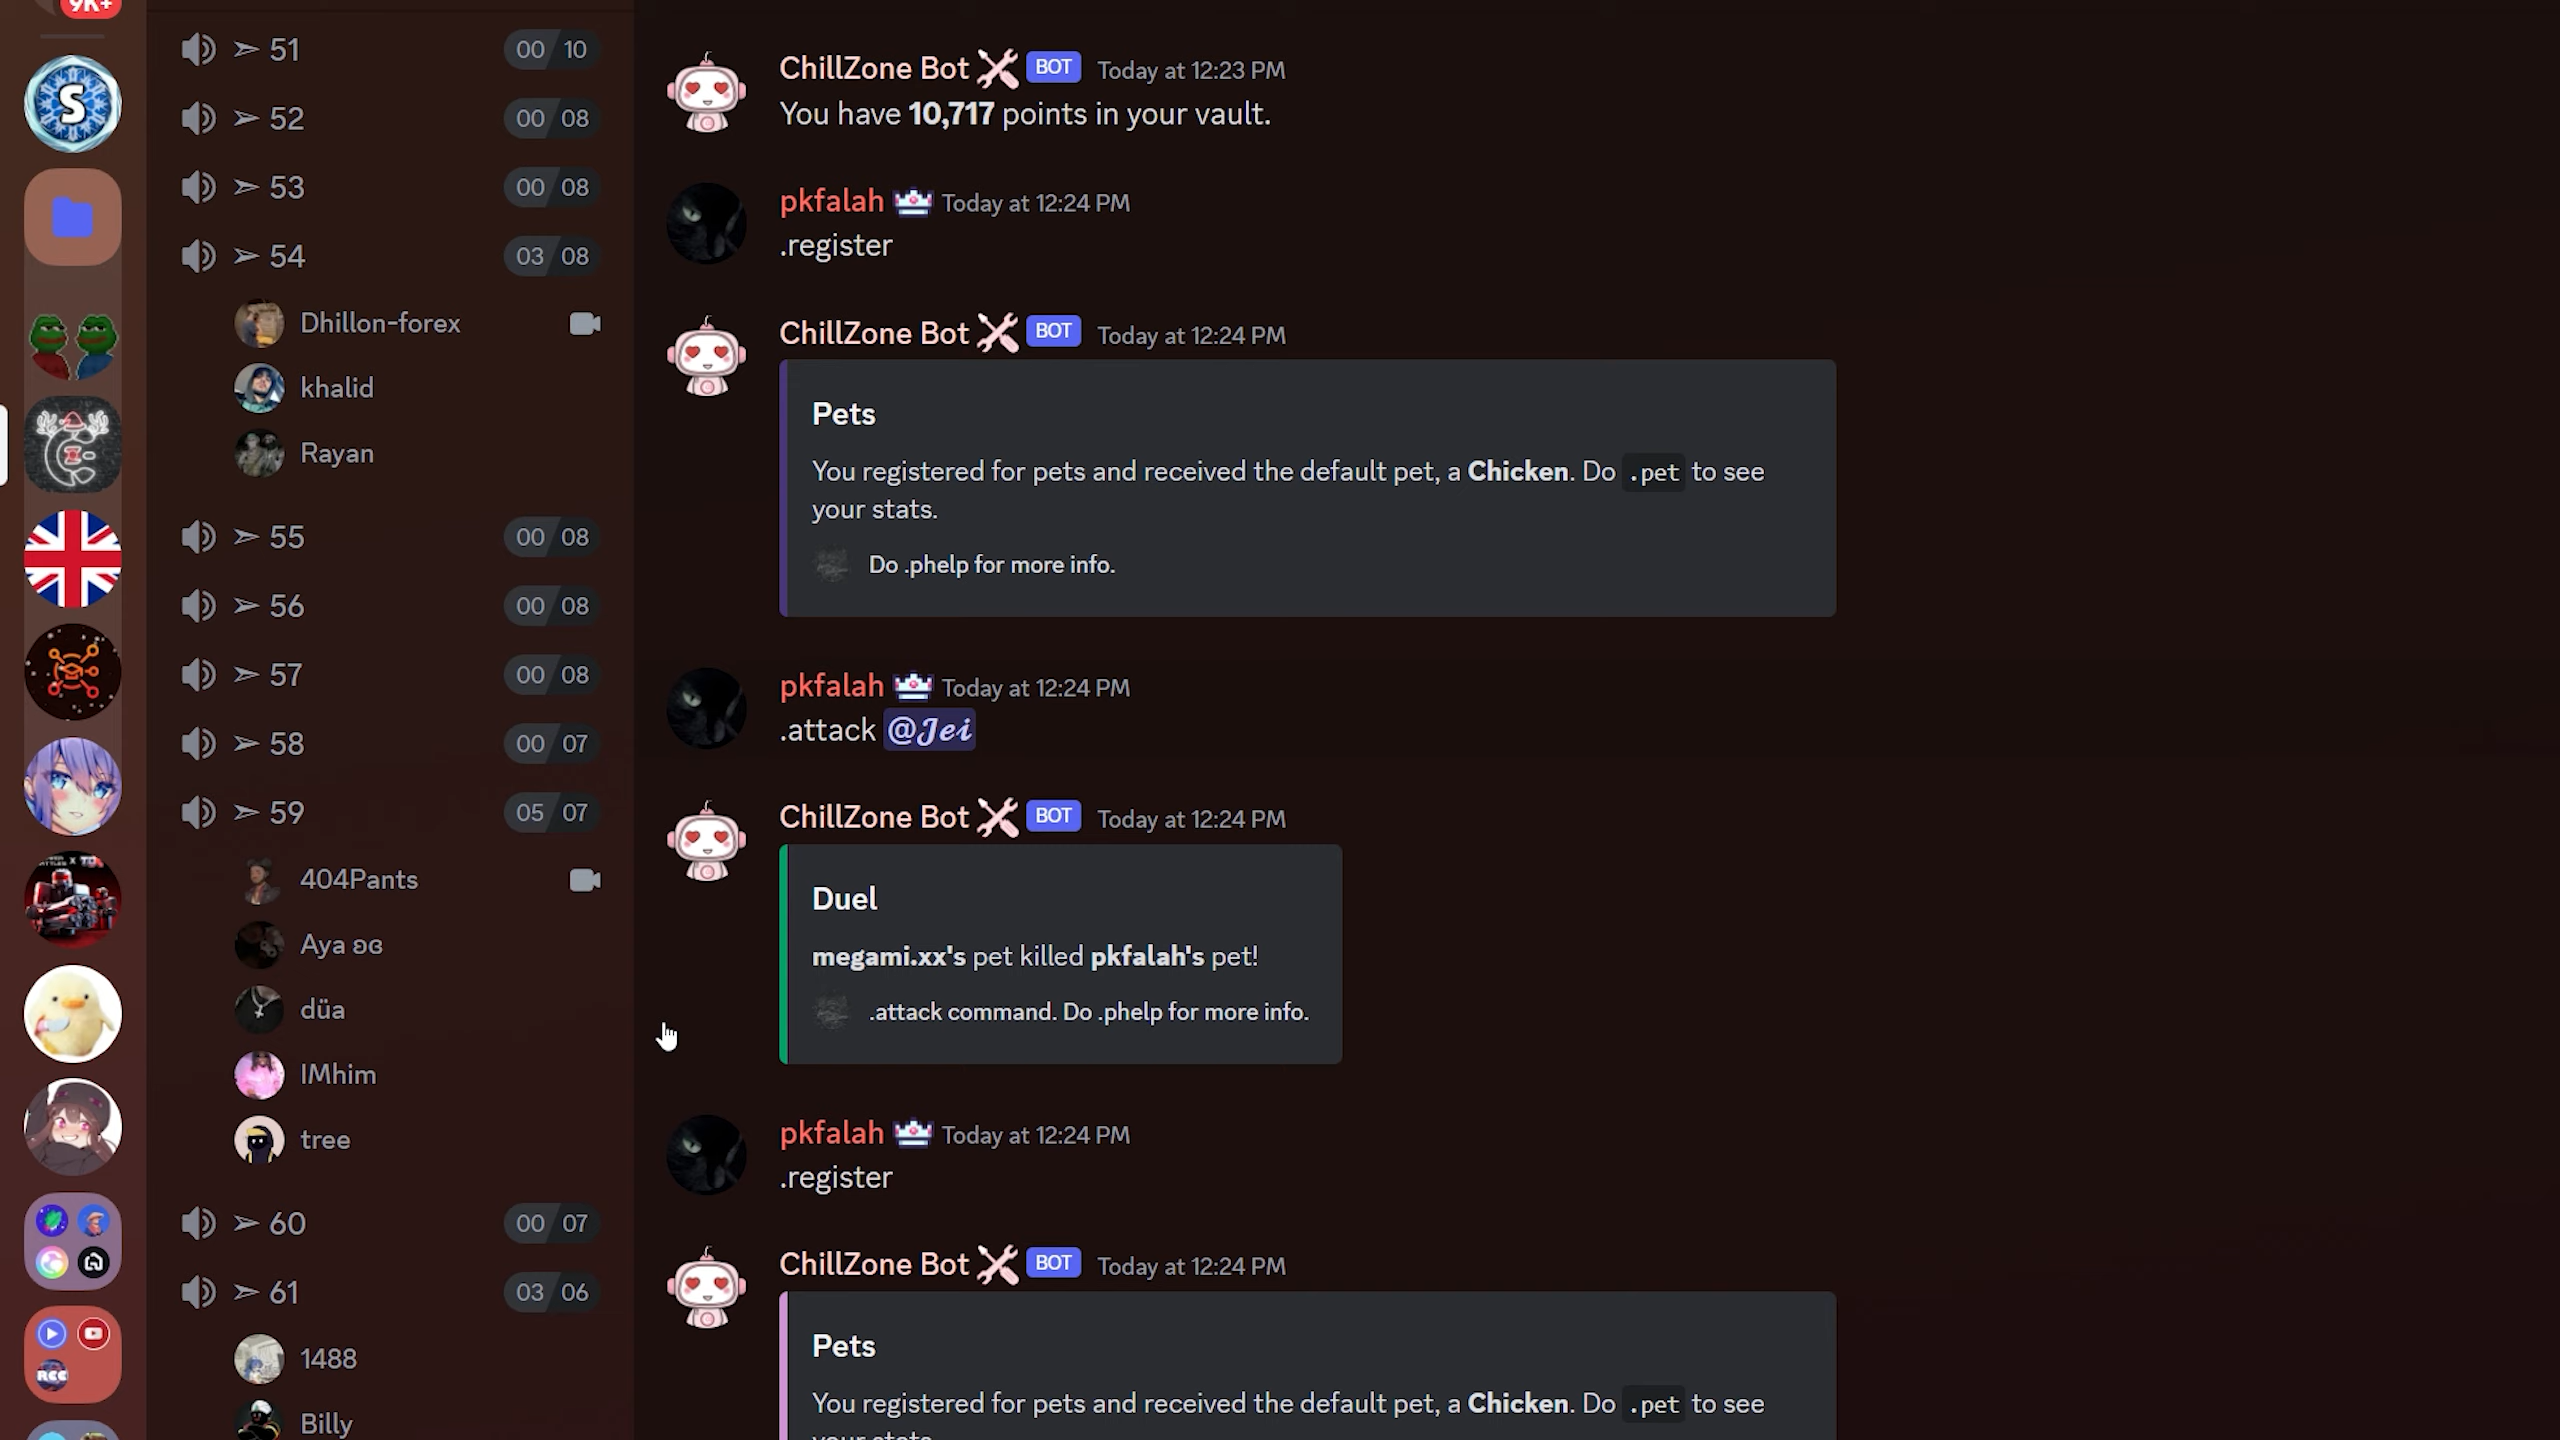 9K+
➣ 51
00 10
➣ 52
00 08
➣ 53
00 08
➣ 54
03 08
Dhillon-forex
khalid
Rayan
➣ 55
00 08
➣ 56
00 08
➣ 57
00 08
➣ 58
00 07
➣ 59
05 07
404Pants
Aya ʚɞ
düa
IMhim
tree
➣ 60
00 07
➣ 61
03 06
1488
Billy
S
RCC
ChillZone Bot BOT Today at 12:23 PM
You have 10,717 points in your vault.
pkfalah Today at 12:24 PM
.register
ChillZone Bot BOT Today at 12:24 PM
Pets
You registered for pets and received the default pet, a Chicken. Do .pet to see
your stats.
Do .phelp for more info.
pkfalah Today at 12:24 PM
.attack @𝓙𝓮𝓲
ChillZone Bot BOT Today at 12:24 PM
Duel
megami.xx's pet killed pkfalah's pet!
.attack command. Do .phelp for more info.
pkfalah Today at 12:24 PM
.register
ChillZone Bot BOT Today at 12:24 PM
Pets
You registered for pets and received the default pet, a Chicken. Do .pet to see
your stats.